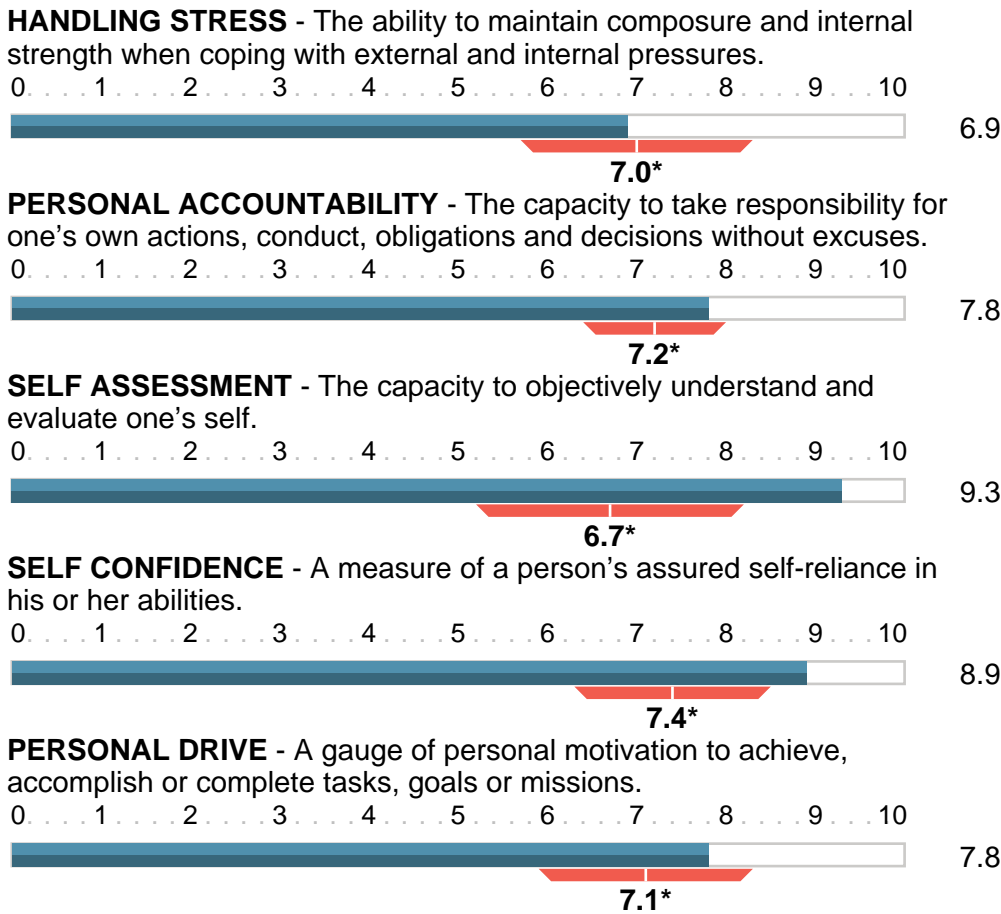 HANDLING STRESS - The ability to maintain composure and internal
strength when coping with external and internal pressures.
0. . . . 1 . . . . 2 . . . . 3 . . . . 4 . . . . 5 . . . . 6 . . . . 7 . . . . 8 . . . . 9 . . . 10
6.9
7.0*
PERSONAL ACCOUNTABILITY - The capacity to take responsibility for
one's own actions, conduct, obligations and decisions without excuses.
0. . . . 1 . . . . 2 . . . . 3 . . . . 4 . . . . 5 . . . . 6 . . . . 7 . . . . 8 . . . . 9 . . . 10
7.8
7.2*
SELF ASSESSMENT - The capacity to objectively understand and
evaluate one's self.
0. . . . 1 . . . . 2 . . . . 3 . . . . 4 . . . . 5 . . . . 6 . . . . 7 . . . . 8 . . . . 9 . . . 10
9.3
6.7*
SELF CONFIDENCE - A measure of a person's assured self-reliance in
his or her abilities.
0. . . . 1 . . . . 2 . . . . 3 . . . . 4 . . . . 5 . . . . 6 . . . . 7 . . . . 8 . . . . 9 . . . 10
8.9
7.4*
PERSONAL DRIVE - A gauge of personal motivation to achieve,
accomplish or complete tasks, goals or missions.
0. . . . 1 . . . . 2 . . . . 3 . . . . 4 . . . . 5 . . . . 6 . . . . 7 . . . . 8 . . . . 9 . . . 10
7.8
7.1*